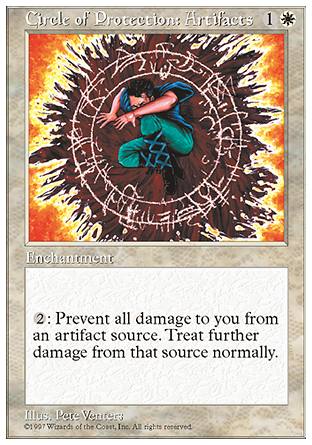 Circle of Protection: Artifacts 1
Enchantment
2: Prevent all damage to you from
an artifact source. Treat further
damage from that source normally.
Illus. Pete Venters
©1997 Wizards of the Coast, Inc. All rights reserved.